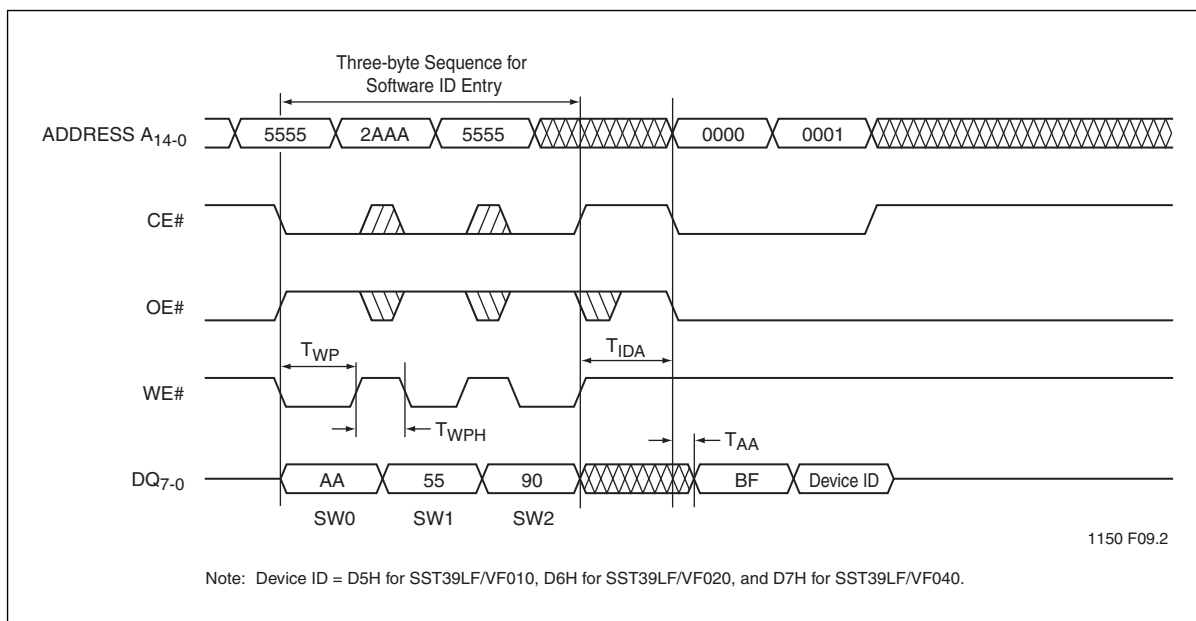 Three-byte Sequence for
Software ID Entry
ADDRESS A14-0
5555 2AAA 5555 0000 0001
CE#
OE#
TWP TIDA
WE#
TWPH TAA
DQ7-0
AA 55 90 BF Device ID
SW0 SW1 SW2
1150 F09.2
Note: Device ID = D5H for SST39LF/VF010, D6H for SST39LF/VF020, and D7H for SST39LF/VF040.